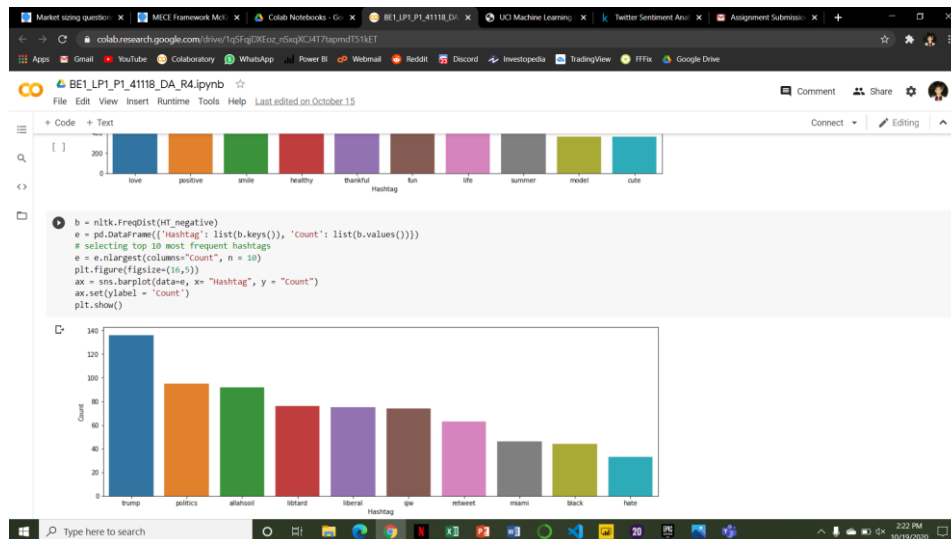 Market sizing question
MECE Framework McK
Colab Notebooks - Go
BE1_LP1_P1_41118_DA
UCI Machine Learning
Twitter Sentiment Anal
Assignment Submissio
colab.research.google.com/drive/1qSFqjDXEoz_nSxqXCJ4T7tapmdT51kET
Apps
Gmail
YouTube
Colaboratory
WhatsApp
Power BI
Webmail
Reddit
Discord
Investopedia
TradingView
FFFix
Google Drive
BE1_LP1_P1_41118_DA_R4.ipynb
Comment
Share
File Edit View Insert Runtime Tools Help Last edited on October 15
+ Code + Text
Connect
Editing
[ ]
200
0
love positive smile healthy thankful fun life summer model cute
Hashtag
b = nltk.FreqDist(HT_negative)
e = pd.DataFrame({'Hashtag': list(b.keys()), 'Count': list(b.values())})
# selecting top 10 most frequent hashtags
e = e.nlargest(columns="Count", n = 10)
plt.figure(figsize=(16,5))
ax = sns.barplot(data=e, x= "Hashtag", y = "Count")
ax.set(ylabel = 'Count')
plt.show()
140
120
100
80
60
40
20
0
Count
trump politics allahsoil libtard liberal sjw retweet miami black hate
Hashtag
Type here to search
20
2:22 PM
10/19/2020